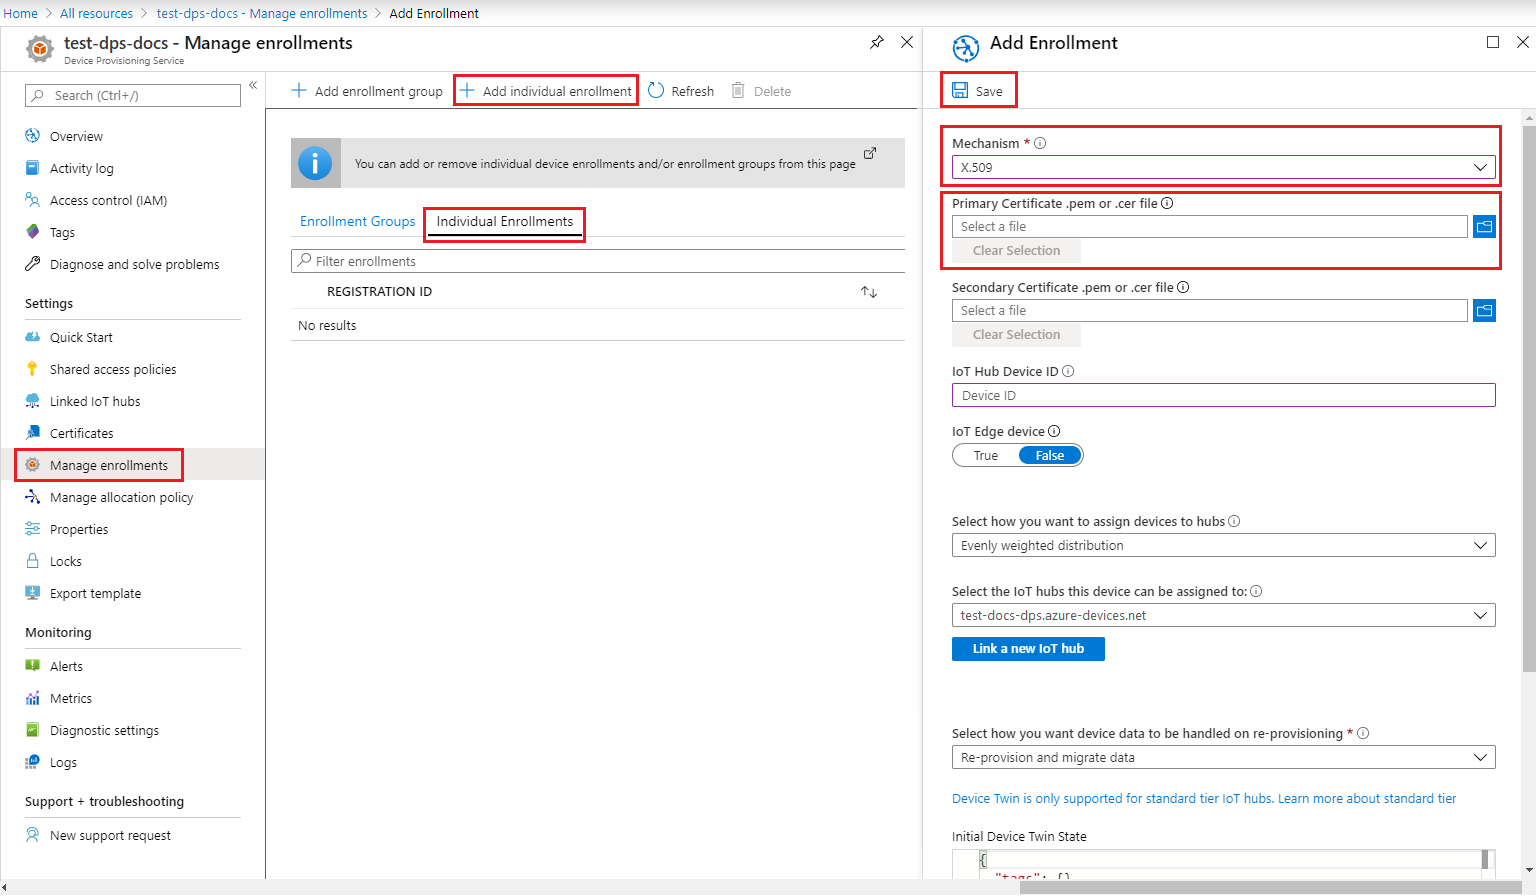 Home > All resources > test-dps-docs - Manage enrollments > Add Enrollment
test-dps-docs - Manage enrollments
Device Provisioning Service
Search (Ctrl+/)
«
Overview
Activity log
Access control (IAM)
Tags
Diagnose and solve problems
Settings
Quick Start
Shared access policies
Linked IoT hubs
Certificates
Manage enrollments
Manage allocation policy
Properties
Locks
Export template
Monitoring
Alerts
Metrics
Diagnostic settings
Logs
Support + troubleshooting
New support request
Add enrollment group
Add individual enrollment
Refresh
Delete
You can add or remove individual device enrollments and/or enrollment groups from this page
Enrollment Groups
Individual Enrollments
Filter enrollments
REGISTRATION ID
No results
Add Enrollment
Save
Mechanism *
X.509
Primary Certificate .pem or .cer file
Select a file
Clear Selection
Secondary Certificate .pem or .cer file
Select a file
Clear Selection
IoT Hub Device ID
Device ID
IoT Edge device
True False
Select how you want to assign devices to hubs
Evenly weighted distribution
Select the IoT hubs this device can be assigned to:
test-docs-dps.azure-devices.net
Link a new IoT hub
Select how you want device data to be handled on re-provisioning *
Re-provision and migrate data
Device Twin is only supported for standard tier IoT hubs. Learn more about standard tier
Initial Device Twin State
{
"tags": {}